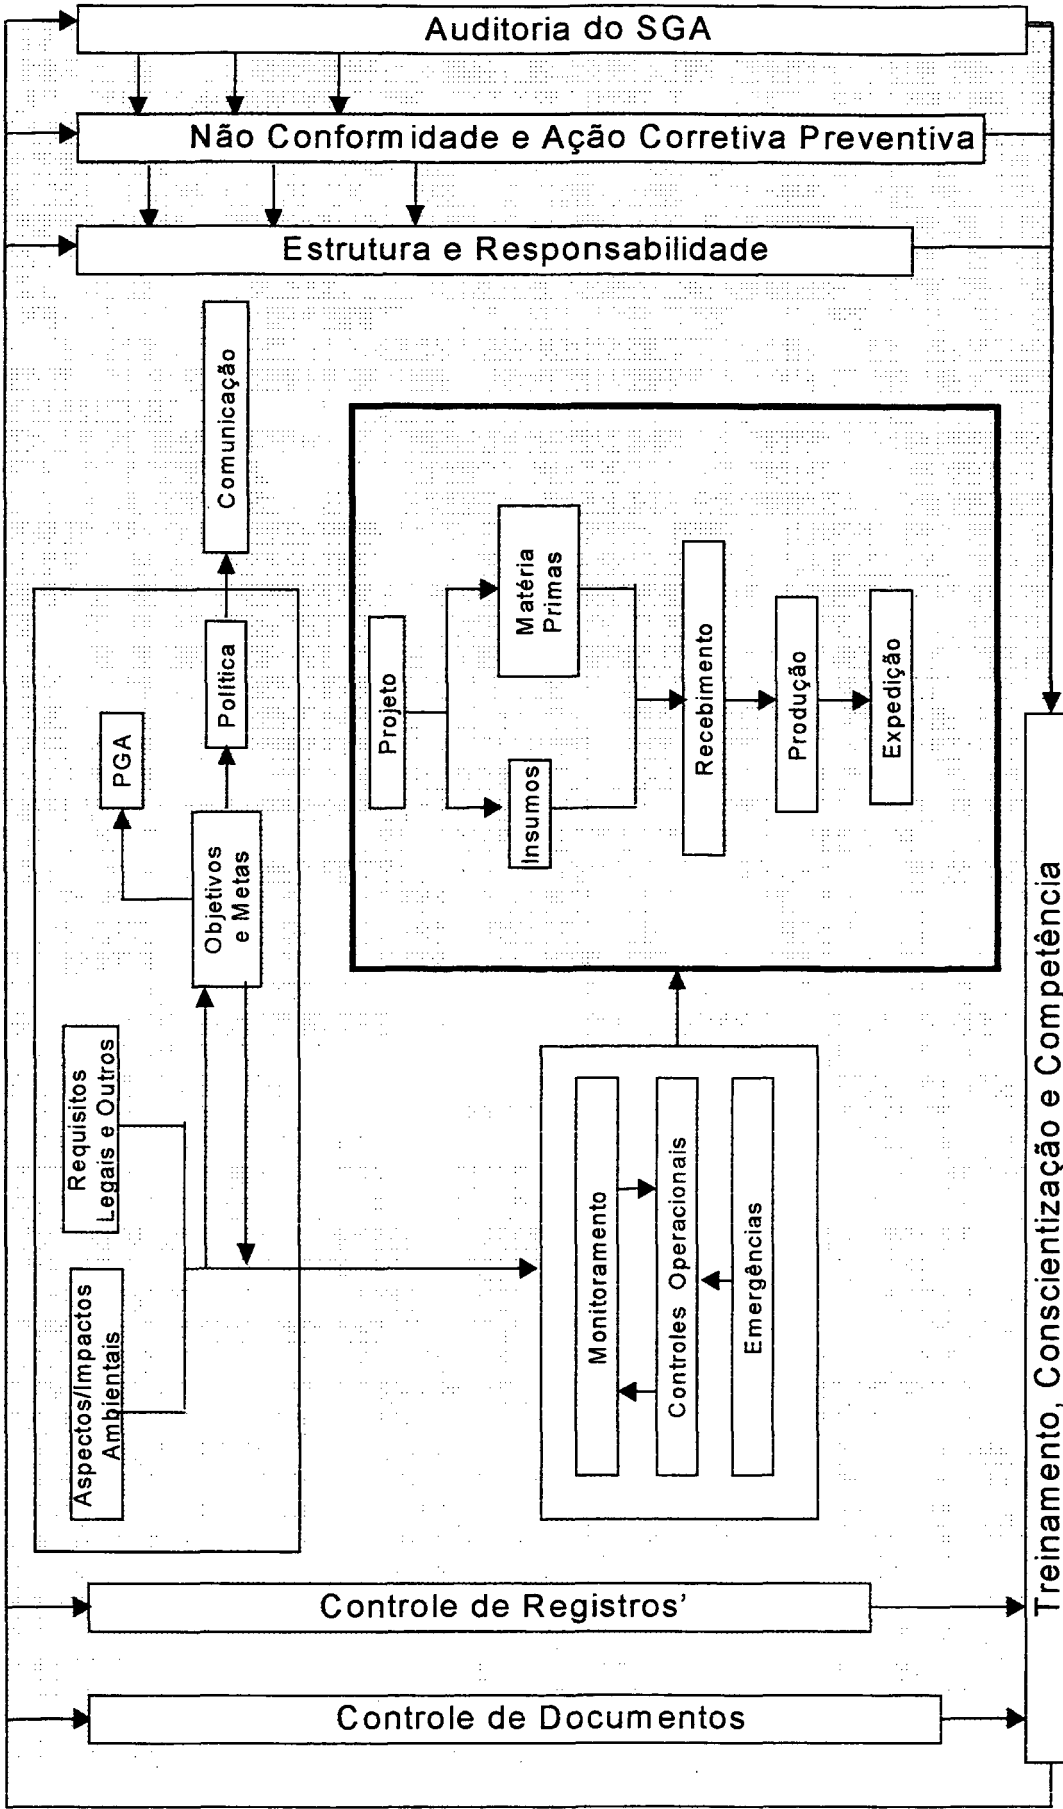 Auditoria do SGA
Não Conformidade e Ação Corretiva Preventiva
Estrutura e Responsabilidade
Comunicação
Política
PGA
Objetivos
e Metas
Requisitos
Legais e Outros
Aspectos/Impactos
Ambientais
Projeto
Matéria
Primas
Insumos
Recebimento
Produção
Expedição
Monitoramento
Controles Operacionais
Emergências
Treinamento, Conscientização e Competência
Controle de Registros'
Controle de Documentos